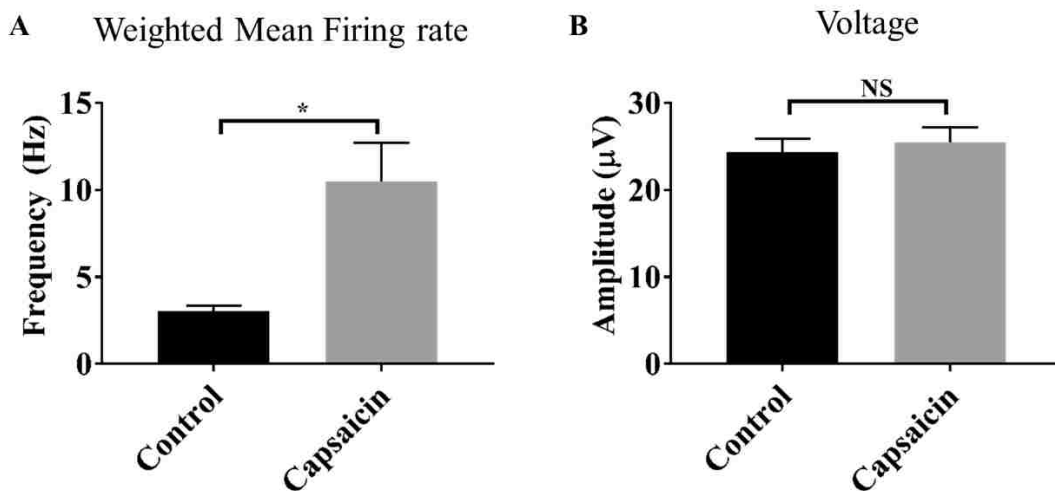 A
Weighted Mean Firing rate
Frequency (Hz)
15
10
5
0
*
Control
Capsaicin
B
Voltage
Amplitude (μV)
30
20
10
0
NS
Control
Capsaicin